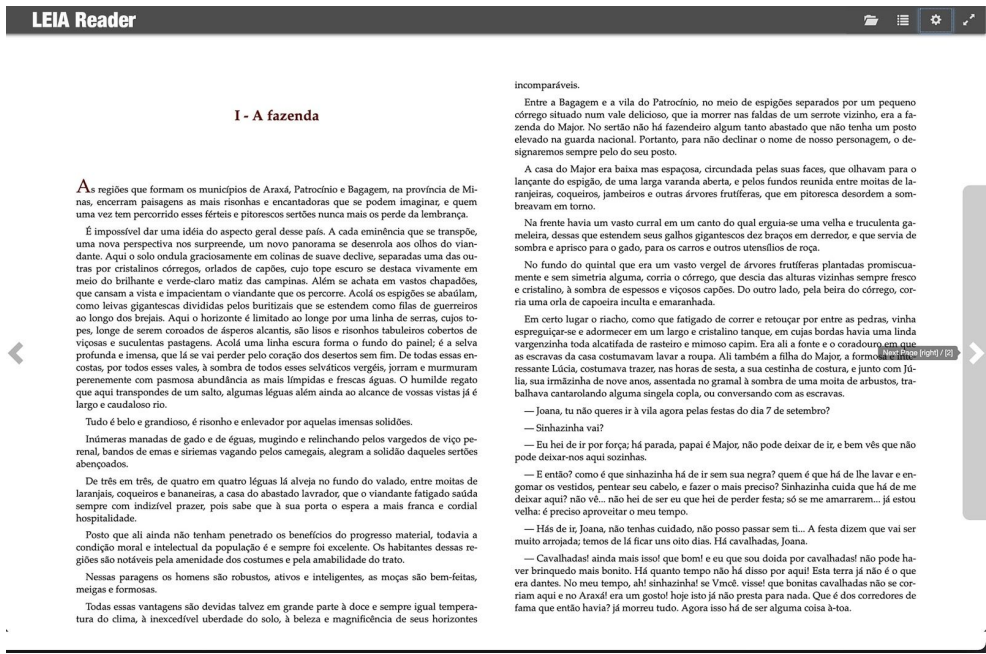 LEIA Reader
I - A fazenda
As regiões que formam os municípios de Araxá, Patrocínio e Bagagem, na província de Mi-
nas, encerram paisagens as mais risonhas e encantadoras que se podem imaginar, e quem
uma vez tem percorrido esses férteis e pitorescos sertões nunca mais os perde da lembrança.
É impossível dar uma idéia do aspecto geral desse país. A cada eminência que se transpõe,
uma nova perspectiva nos surpreende, um novo panorama se desenrola aos olhos do vian-
dante. Aqui o solo ondula graciosamente em colinas de suave declive, separadas uma das ou-
tras por cristalinos córregos, orlados de capões, cujo tope escuro se destaca vivamente em
meio do brilhante e verde-claro matiz das campinas. Além se achata em vastos chapadões,
que cansam a vista e impacientam o viandante que os percorre. Acolá os espigões se abaúlam,
como leivas gigantescas divididas pelos buritizais que se estendem como filas de guerreiros
ao longo dos brejais. Aqui o horizonte é limitado ao longe por uma linha de serras, cujos to-
pes, longe de serem coroados de ásperos alcantis, são lisos e risonhos tabuleiros cobertos de
viçosas e suculentas pastagens. Acolá uma linha escura forma o fundo do painel; é a selva
profunda e imensa, que lá se vai perder pelo coração dos desertos sem fim. De todas essas en-
costas, por todos esses vales, à sombra de todos esses selváticos vergéis, jorram e murmuram
perenemente com pasmosa abundância as mais límpidas e frescas águas. O humilde regato
que aqui transpondes de um salto, algumas léguas além ainda ao alcance de vossas vistas já é
largo e caudaloso rio.
Tudo é belo e grandioso, é risonho e enlevador por aquelas imensas solidões.
Inúmeras manadas de gado e de éguas, mugindo e relinchando pelos vargedos de viço pe-
renal, bandos de emas e siriemas vagando pelos camegais, alegram a solidão daqueles sertões
abençoados.
De três em três, de quatro em quatro léguas lá alveja no fundo do valado, entre moitas de
laranjais, coqueiros e bananeiras, a casa do abastado lavrador, que o viandante fatigado saúda
sempre com indizível prazer, pois sabe que à sua porta o espera a mais franca e cordial
hospitalidade.
Posto que ali ainda não tenham penetrado os benefícios do progresso material, todavia a
condição moral e intelectual da população é e sempre foi excelente. Os habitantes dessas re-
giões são notáveis pela amenidade dos costumes e pela amabilidade do trato.
Nessas paragens os homens são robustos, ativos e inteligentes, as moças são bem-feitas,
meigas e formosas.
Todas essas vantagens são devidas talvez em grande parte à doce e sempre igual tempera-
tura do clima, à inexcedível uberdade do solo, à beleza e magnificência de seus horizontes
incomparáveis.
Entre a Bagagem e a vila do Patrocínio, no meio de espigões separados por um pequeno
córrego situado num vale delicioso, que ia morrer nas faldas de um serrote vizinho, era a fa-
zenda do Major. No sertão não há fazendeiro algum tanto abastado que não tenha um posto
elevado na guarda nacional. Portanto, para não declinar o nome de nosso personagem, o de-
signaremos sempre pelo do seu posto.
A casa do Major era baixa mas espaçosa, circundada pelas suas faces, que olhavam para o
lançante do espigão, de uma larga varanda aberta, e pelos fundos reunida entre moitas de la-
ranjeiras, coqueiros, jambeiros e outras árvores frutíferas, que em pitoresca desordem a som-
breavam em torno.
Na frente havia um vasto curral em um canto do qual erguia-se uma velha e truculenta ga-
meleira, dessas que estendem seus galhos gigantescos dez braços em derredor, e que servia de
sombra e aprisco para o gado, para os carros e outros utensílios de roça.
No fundo do quintal que era um vasto vergel de árvores frutíferas plantadas promiscua-
mente e sem simetria alguma, corria o córrego, que descia das alturas vizinhas sempre fresco
e cristalino, à sombra de espessos e viçosos capões. Do outro lado, pela beira do córrego, cor-
ria uma orla de capoeira inculta e emaranhada.
Em certo lugar o riacho, como que fatigado de correr e retouçar por entre as pedras, vinha
espreguiçar-se e adormecer em um largo e cristalino tanque, em cujas bordas havia uma linda
vargenzinha toda alcatifada de rasteiro e mimoso capim. Era ali a fonte e o coradouro em que
as escravas da casa costumavam lavar a roupa. Ali também a filha do Major, a formosa e inte-
Next Page [right] / [2]
ressante Lúcia, costumava trazer, nas horas de sesta, a sua cestinha de costura, e junto com Jú-
lia, sua irmãzinha de nove anos, assentada no gramal à sombra de uma moita de arbustos, tra-
balhava cantarolando alguma singela copla, ou conversando com as escravas.
— Joana, tu não queres ir à vila agora pelas festas do dia 7 de setembro?
— Sinhazinha vai?
— Eu hei de ir por força; há parada, papai é Major, não pode deixar de ir, e bem vês que não
pode deixar-nos aqui sozinhas.
— E então? como é que sinhazinha há de ir sem sua negra? quem é que há de lhe lavar e en-
gomar os vestidos, pentear seu cabelo, e fazer o mais preciso? Sinhazinha cuida que há de me
deixar aqui? não vê... não hei de ser eu que hei de perder festa; só se me amarrarem... já estou
velha: é preciso aproveitar o meu tempo.
— Hás de ir, Joana, não tenhas cuidado, não posso passar sem ti... A festa dizem que vai ser
muito arrojada; temos de lá ficar uns oito dias. Há cavalhadas, Joana.
— Cavalhadas! ainda mais isso! que bom! e eu que sou doida por cavalhadas! não pode ha-
ver brinquedo mais bonito. Há quanto tempo não há disso por aqui! Esta terra já não é o que
era dantes. No meu tempo, ah! sinhazinha! se Vmcê. visse! que bonitas cavalhadas não se cor-
riam aqui e no Araxá! era um gosto! hoje isto já não presta para nada. Que é dos corredores de
fama que então havia? já morreu tudo. Agora isso há de ser alguma coisa à-toa.